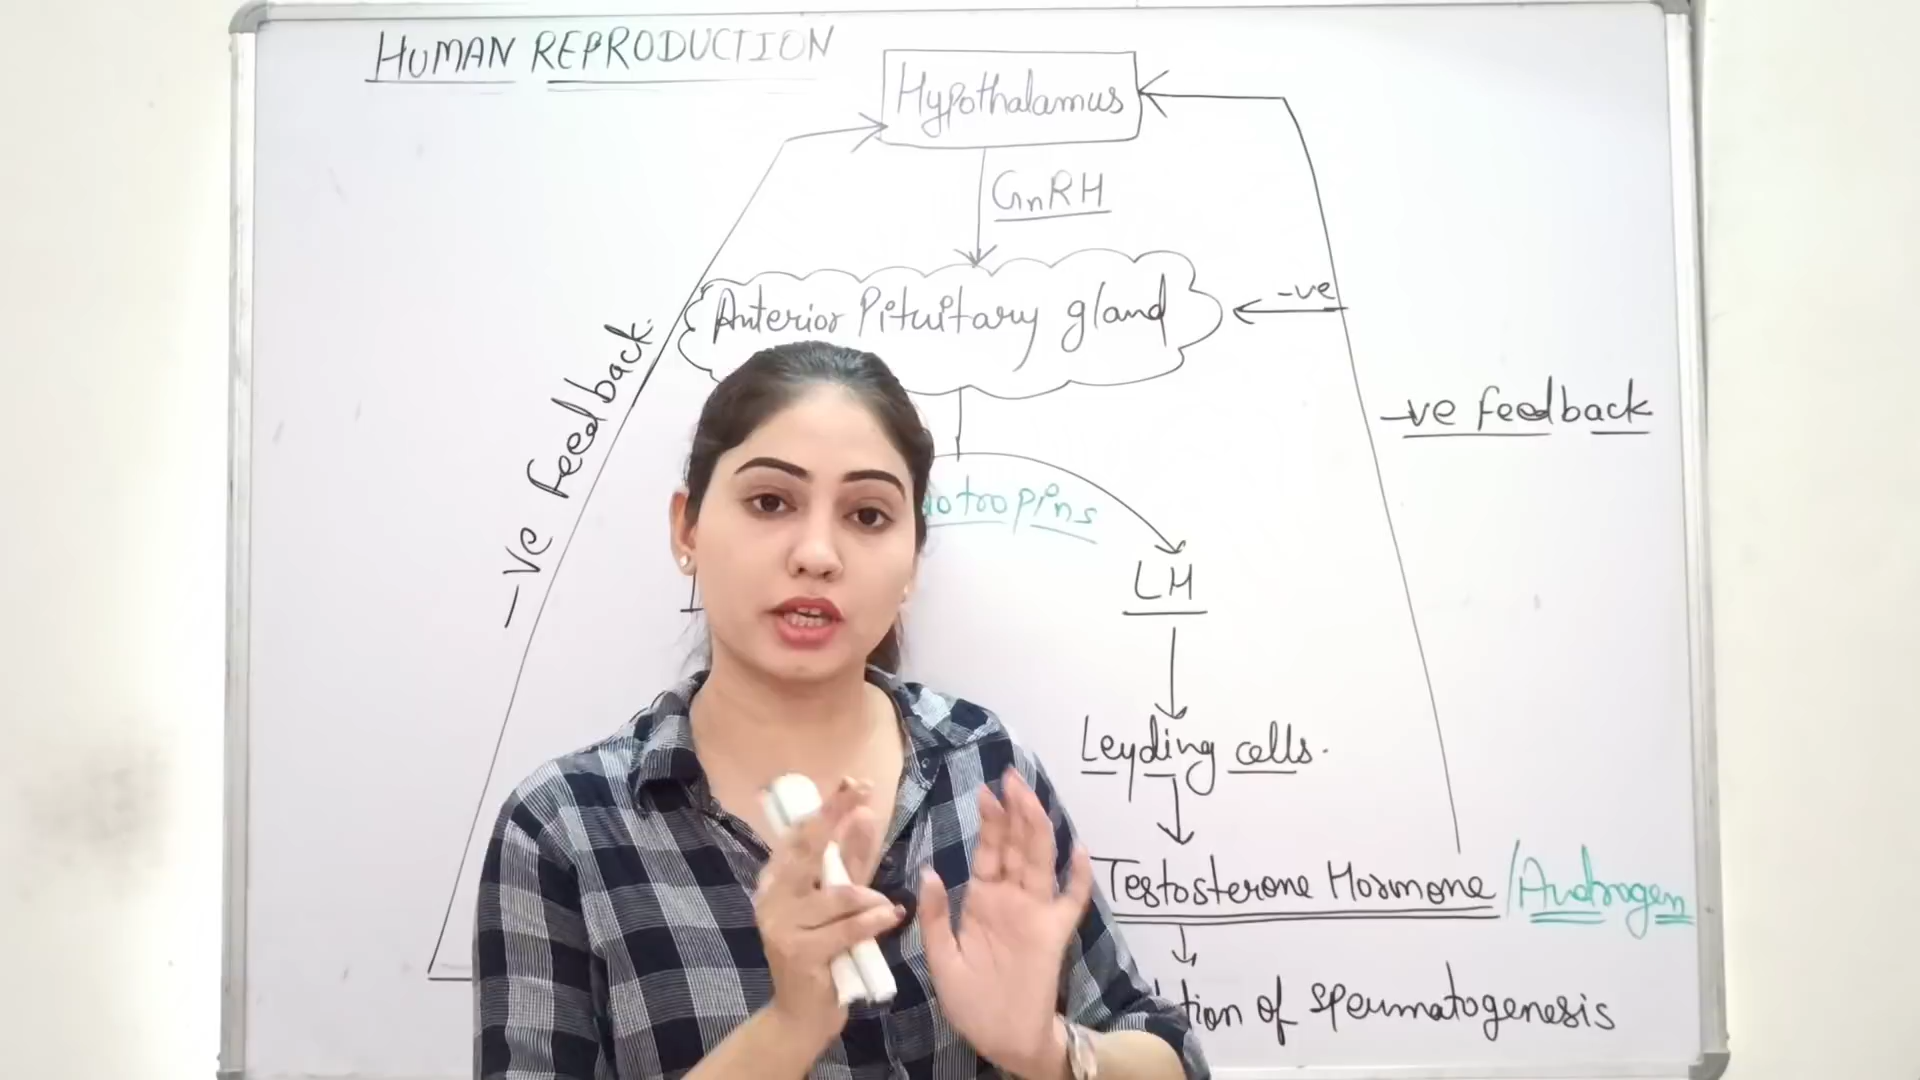 HUMAN REPRODUCTION
Hypothalamus
GnRH
Anterior Pituitary gland
-ve
-ve feedback
-ve feedback
otropins
LH
Leyding cells.
Testosterone Hormone / Androgen
tion of spermatogenesis